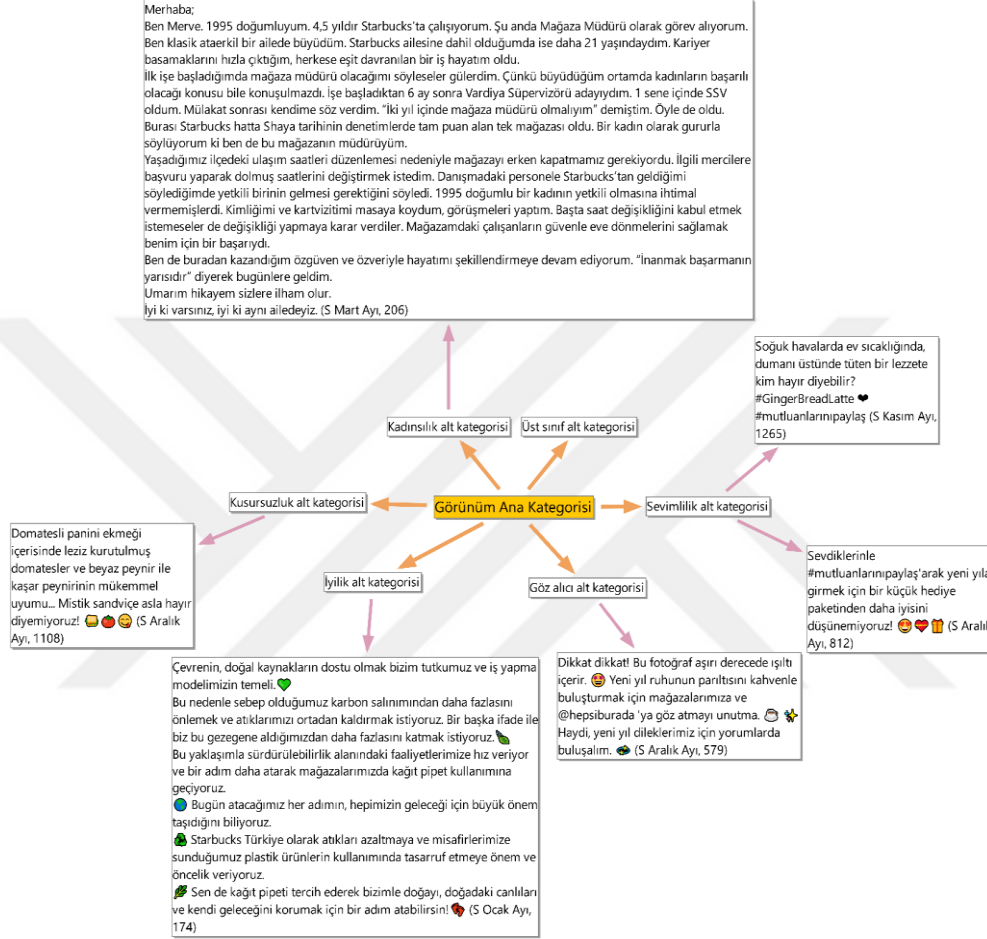 Merhaba;
Ben Merve. 1995 doğumluyum. 4,5 yıldır Starbucks'ta çalışıyorum. Şu anda Mağaza Müdürü olarak görev alıyorum.
Ben klasik ataerkil bir ailede büyüdüm. Starbucks ailesine dahil olduğumda ise daha 21 yaşındaydım. Kariyer
basamaklarını hızla çıktığım, herkese eşit davranılan bir iş hayatım oldu.
İlk işe başladığımda mağaza müdürü olacağımı söyleseler gülerdim. Çünkü büyüdüğüm ortamda kadınların başarılı
olacağı konusu bile konuşulmazdı. İşe başladıktan 6 ay sonra Vardiya Süpervizörü adayıydım. 1 sene içinde SSV
oldum. Mülakat sonrası kendime söz verdim. "İki yıl içinde mağaza müdürü olmalıyım" demiştim. Öyle de oldu.
Burası Starbucks hatta Shaya tarihinin denetimlerde tam puan alan tek mağazası oldu. Bir kadın olarak gururla
söylüyorum ki ben de bu mağazanın müdürüyüm.
Yaşadığımız ilçedeki ulaşım saatleri düzenlemesi nedeniyle mağazayı erken kapatmamız gerekiyordu. İlgili mercilere
başvuru yaparak dolmuş saatlerini değiştirmek istedim. Danışmadaki personele Starbucks'tan geldiğimi
söylediğimde yetkili birinin gelmesi gerektiğini söyledi. 1995 doğumlu bir kadının yetkili olmasına ihtimal
vermemişlerdi. Kimliğimi ve kartvizitimi masaya koydum, görüşmeleri yaptım. Başta saat değişikliğini kabul etmek
istemeseler de değişikliği yapmaya karar verdiler. Mağazamdaki çalışanların güvenle eve dönmelerini sağlamak
benim için bir başarıydı.
Ben de buradan kazandığım özgüven ve özveriyle hayatımı şekillendirmeye devam ediyorum. "İnanmak başarmanın
yarısıdır" diyerek bugünlere geldim.
Umarım hikayem sizlere ilham olur.
İyi ki varsınız, iyi ki aynı ailedeyiz. (S Mart Ayı, 206)
Soğuk havalarda ev sıcaklığında,
dumanı üstünde tüten bir lezzete
kim hayır diyebilir?
#GingerBreadLatte ❤
#mutluanlarınıpaylaş (S Kasım Ayı,
1265)
Kadınsılık alt kategorisi
Üst sınıf alt kategorisi
Kusursuzluk alt kategorisi
Görünüm Ana Kategorisi
Sevimlilik alt kategorisi
Domatesli panini ekmeği
içerisinde leziz kurutulmuş
domatesler ve beyaz peynir ile
kaşar peynirinin mükemmel
uyumu... Mistik sandviçe asla hayır
diyemiyoruz! 🥪🍅😋 (S Aralık
Ayı, 1108)
İyilik alt kategorisi
Göz alıcı alt kategorisi
Sevdiklerinle
#mutluanlarınıpaylaş'arak yeni yıla
girmek için bir küçük hediye
paketinden daha iyisini
düşünemiyoruz! 😍❤️🎁 (S Aralık
Ayı, 812)
Çevrenin, doğal kaynakların dostu olmak bizim tutkumuz ve iş yapma
modelimizin temeli.💚
Bu nedenle sebep olduğumuz karbon salınımından daha fazlasını
önlemek ve atıklarımızı ortadan kaldırmak istiyoruz. Bir başka ifade ile
biz bu gezegene aldığımızdan daha fazlasını katmak istiyoruz.🍃
Bu yaklaşımla sürdürülebilirlik alanındaki faaliyetlerimize hız veriyor
ve bir adım daha atarak mağazalarımızda kağıt pipet kullanımına
geçiyoruz.
🌍 Bugün atacağımız her adımın, hepimizin geleceği için büyük önem
taşıdığını biliyoruz.
♻ Starbucks Türkiye olarak atıkları azaltmaya ve misafirlerimize
sunduğumuz plastik ürünlerin kullanımında tasarruf etmeye önem ve
öncelik veriyoruz.
🌿 Sen de kağıt pipeti tercih ederek bizimle doğayı, doğadaki canlıları
ve kendi geleceğini korumak için bir adım atabilirsin!👣 (S Ocak Ayı,
174)
Dikkat dikkat! Bu fotoğraf aşırı derecede ışıltı
içerir. 🤩 Yeni yıl ruhunun parıltısını kahvenle
buluşturmak için mağazalarımıza ve
@hepsiburada 'ya göz atmayı unutma. ☕ ✨
Haydi, yeni yıl dileklerimiz için yorumlarda
buluşalım. (S Aralık Ayı, 579)